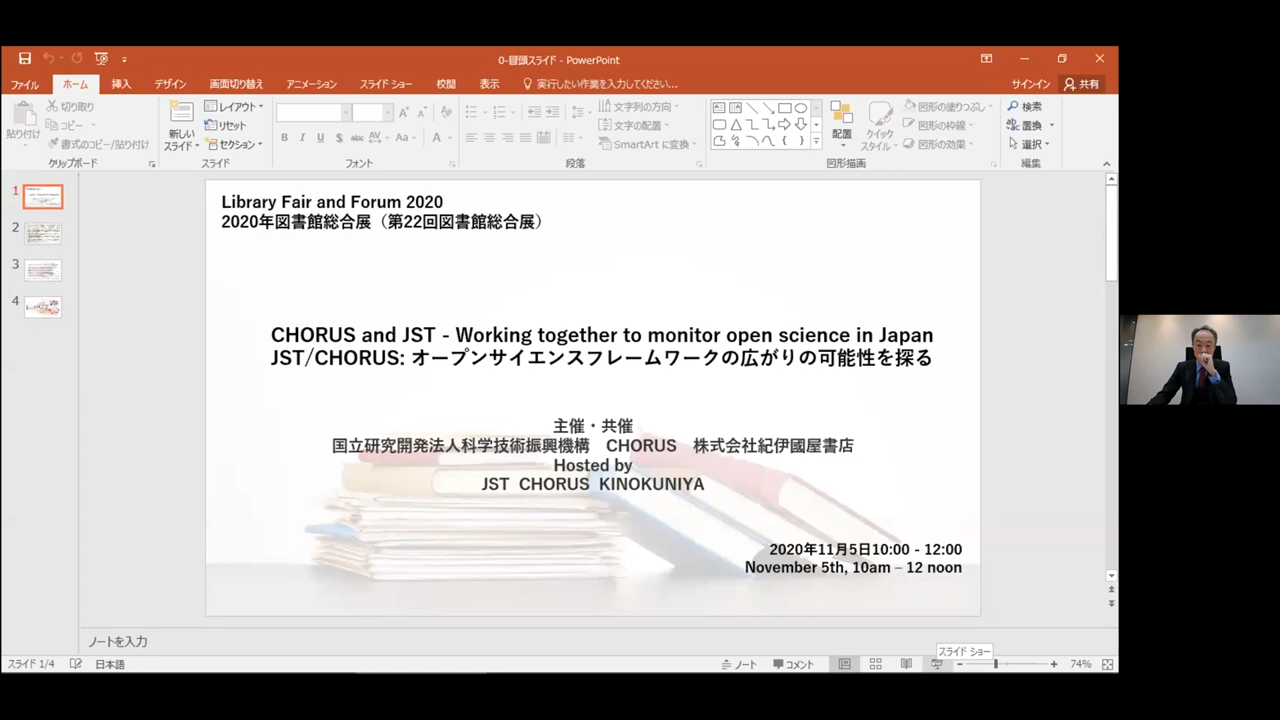 0-冒頭スライド - PowerPoint
ファイル ホーム 挿入 デザイン 画面切り替え アニメーション スライド ショー 校閲 表示 実行したい作業を入力してください... サインイン 共有
貼り付け 切り取り コピー 書式のコピー/貼り付け
クリップボード
新しいスライド レイアウト リセット セクション
スライド
B I U S abc AV Aa A
フォント
文字列の方向 文字の配置 SmartArt に変換
段落
配置 クイックスタイル 図形の塗りつぶし 図形の枠線 図形の効果
図形描画
検索 置換 選択
編集
1
2
3
4
Library Fair and Forum 2020
2020年図書館総合展（第22回図書館総合展）
CHORUS and JST - Working together to monitor open science in Japan
JST/CHORUS: オープンサイエンスフレームワークの広がりの可能性を探る
主催・共催
国立研究開発法人科学技術振興機構　CHORUS　株式会社紀伊國屋書店
Hosted by
JST CHORUS KINOKUNIYA
2020年11月5日10:00 - 12:00
November 5th, 10am – 12 noon
ノートを入力
スライド ショー
スライド 1/4 日本語 ノート コメント 74%